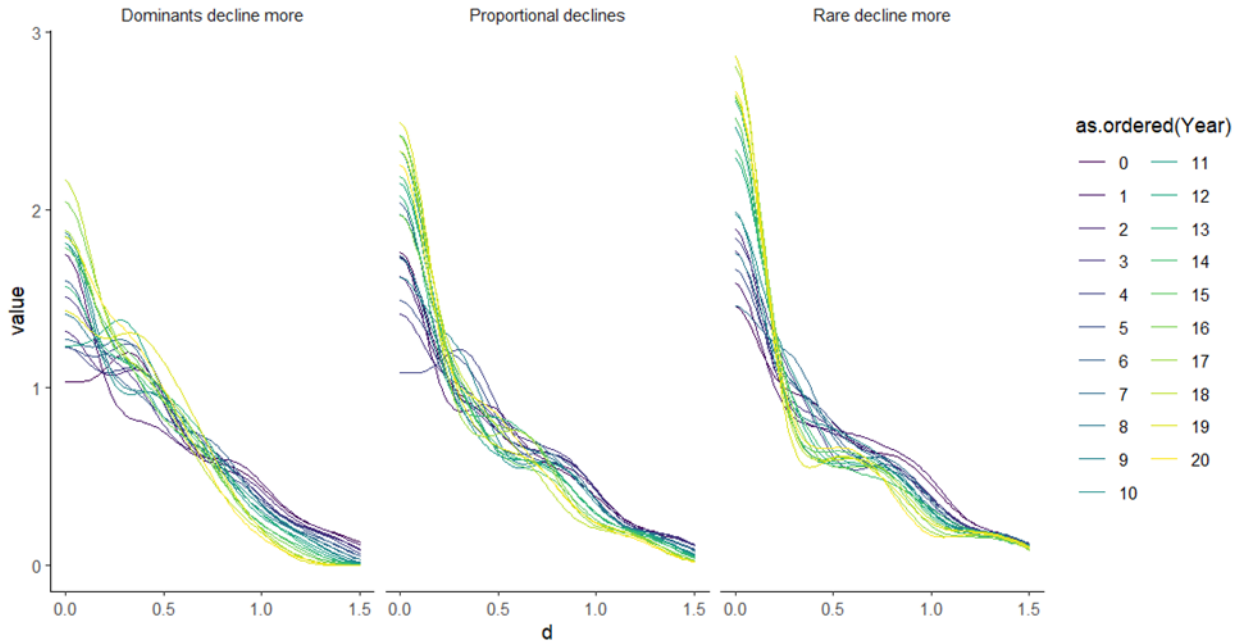 Dominants decline more
Proportional declines
Rare decline more
3
2
1
0
value
0.0 0.5 1.0 1.5
0.0 0.5 1.0 1.5
0.0 0.5 1.0 1.5
d
as.ordered(Year)
0 11
1 12
2 13
3 14
4 15
5 16
6 17
7 18
8 19
9 20
10